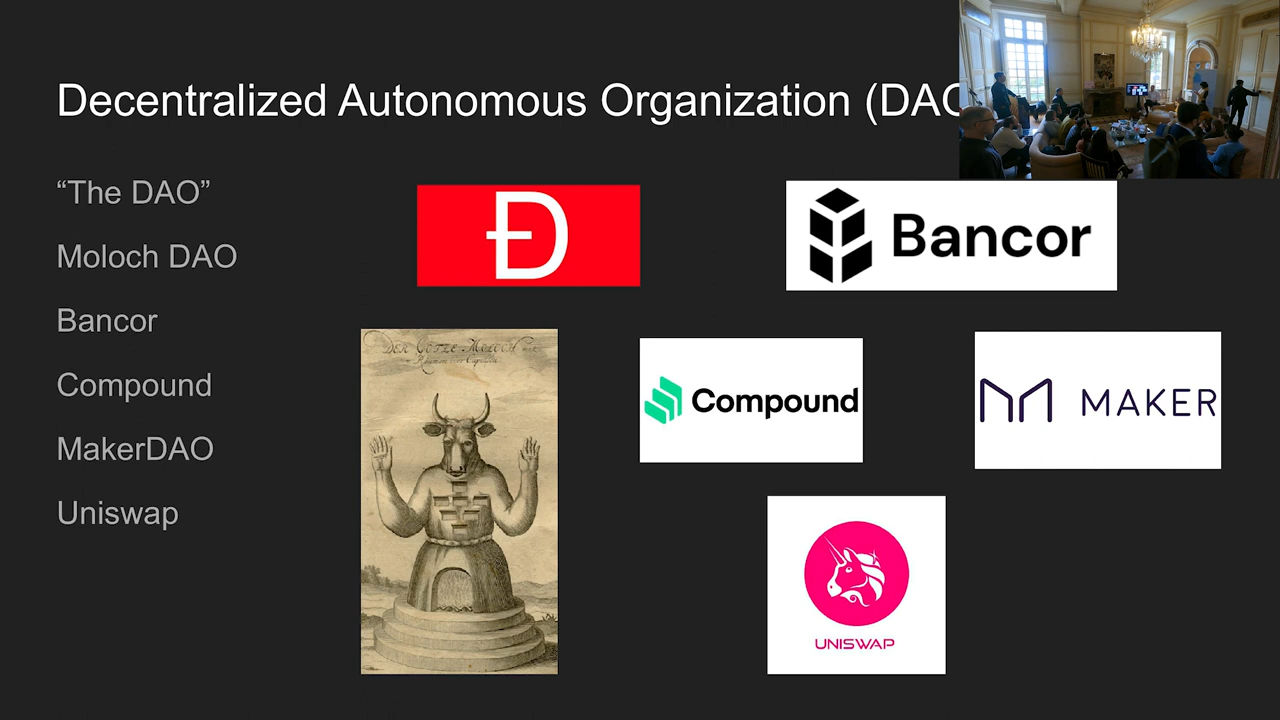 Decentralized Autonomous Organization (DAO
“The DAO”
Moloch DAO
Bancor
Compound
MakerDAO
Uniswap
Đ
Bancor
Compound
MAKER
UNISWAP